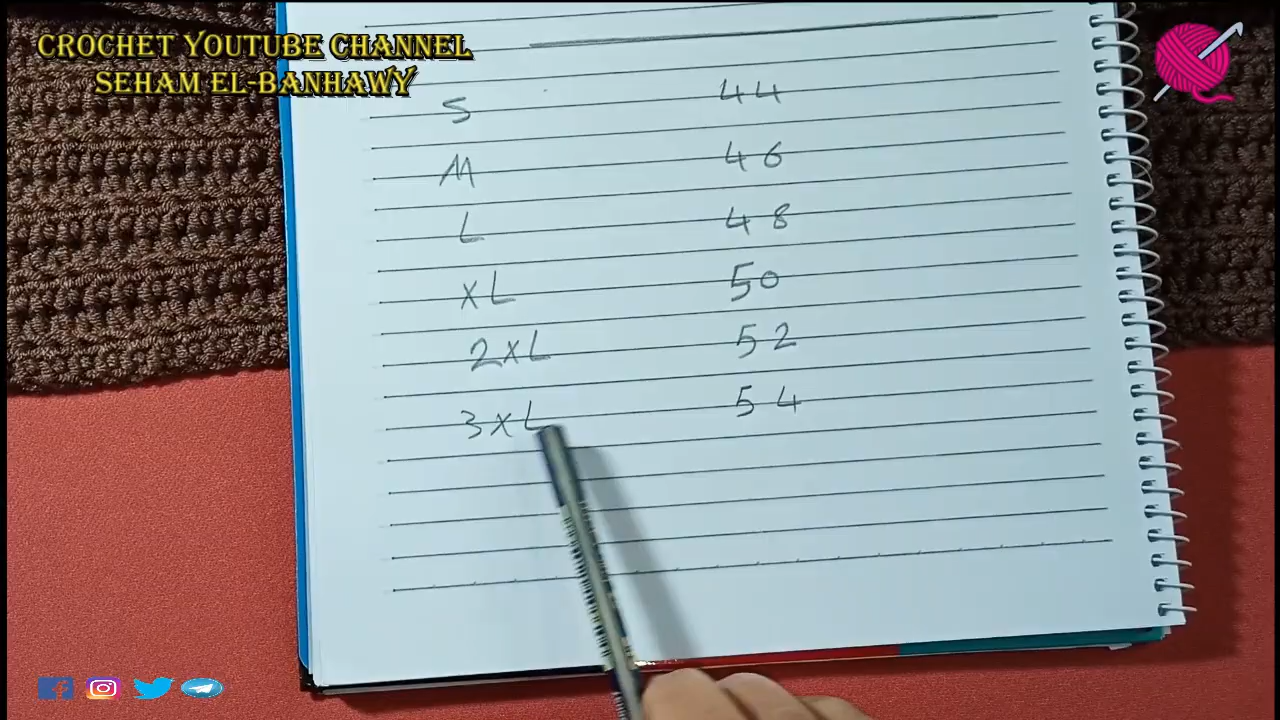 CROCHET YOUTUBE CHANNEL
SEHAM EL-BANHAWY
S 44
M 46
L 48
XL 50
2XL 52
3XL 54